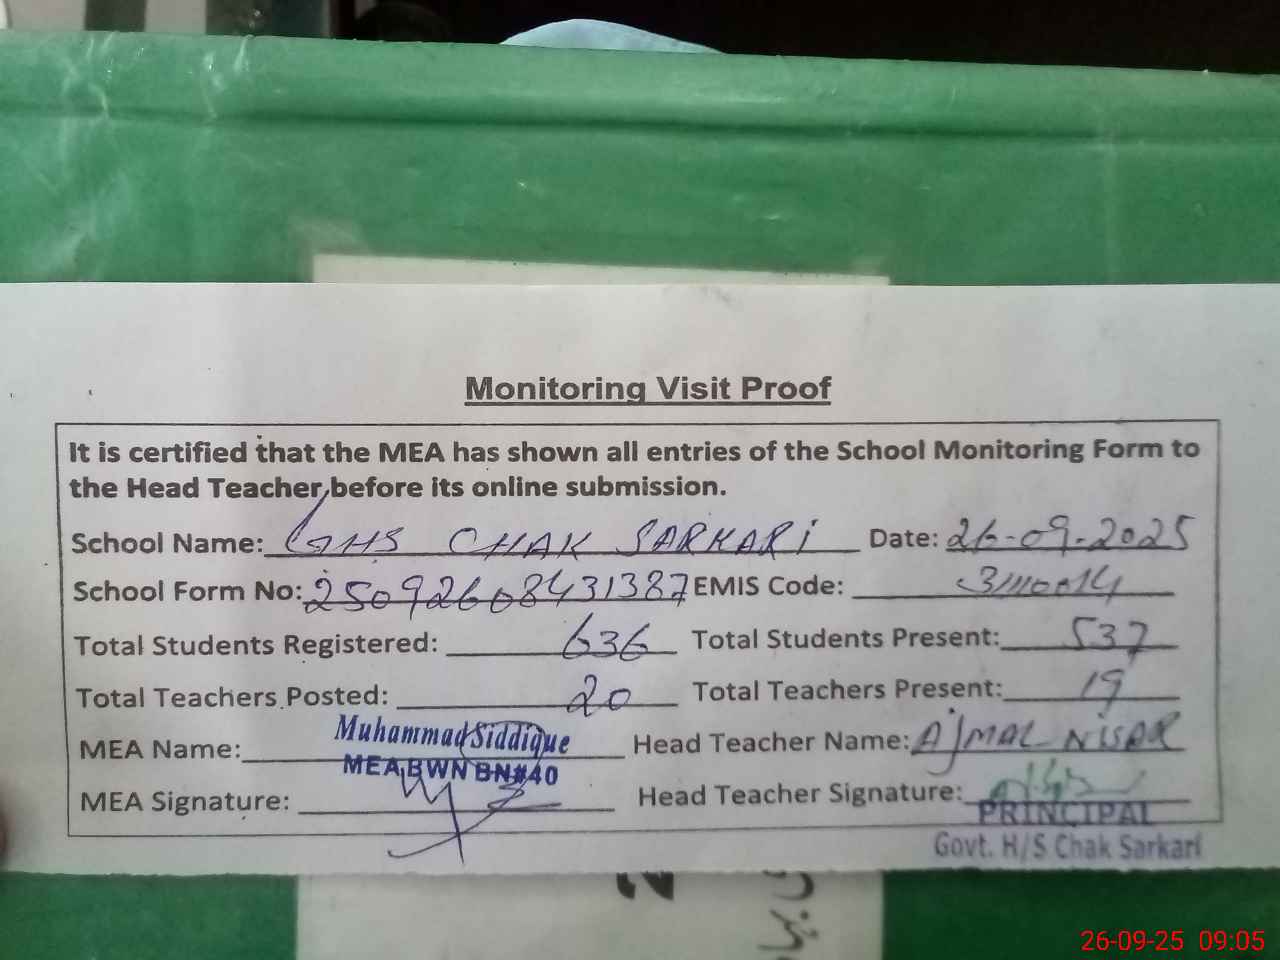 Monitoring Visit Proof
It is certified that the MEA has shown all entries of the School Monitoring Form to
the Head Teacher before its online submission.
School Name: GHS CHAK SARKARI Date: 26-09-2025
School Form No: 25092608431387 EMIS Code: 31110014
Total Students Registered: 636 Total Students Present: 537
Total Teachers Posted: 20 Total Teachers Present: 19
MEA Name: Muhammad Siddique Head Teacher Name: AJMAL NISAR
MEA BWN BN#40
MEA Signature: Head Teacher Signature:
PRINCIPAL
Govt. H/S Chak Sarkari
2
26-09-25 09:05